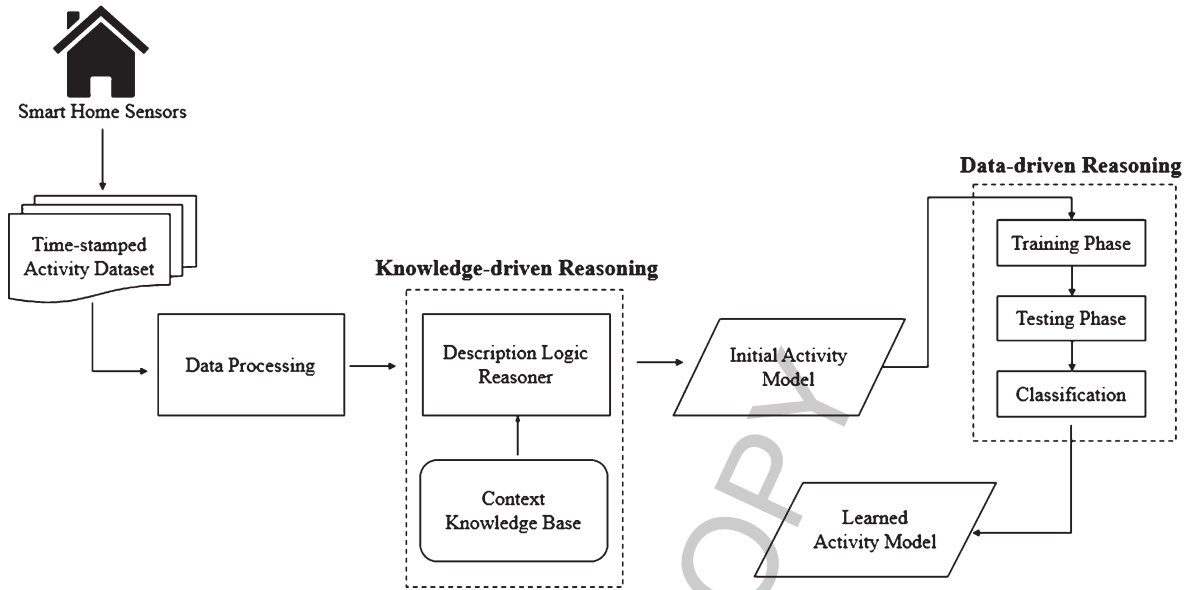 Smart Home Sensors
Time-stamped
Activity Dataset
Data Processing
Knowledge-driven Reasoning
Description Logic
Reasoner
Context
Knowledge Base
Initial Activity
Model
Data-driven Reasoning
Training Phase
Testing Phase
Classification
Learned
Activity Model
OPY